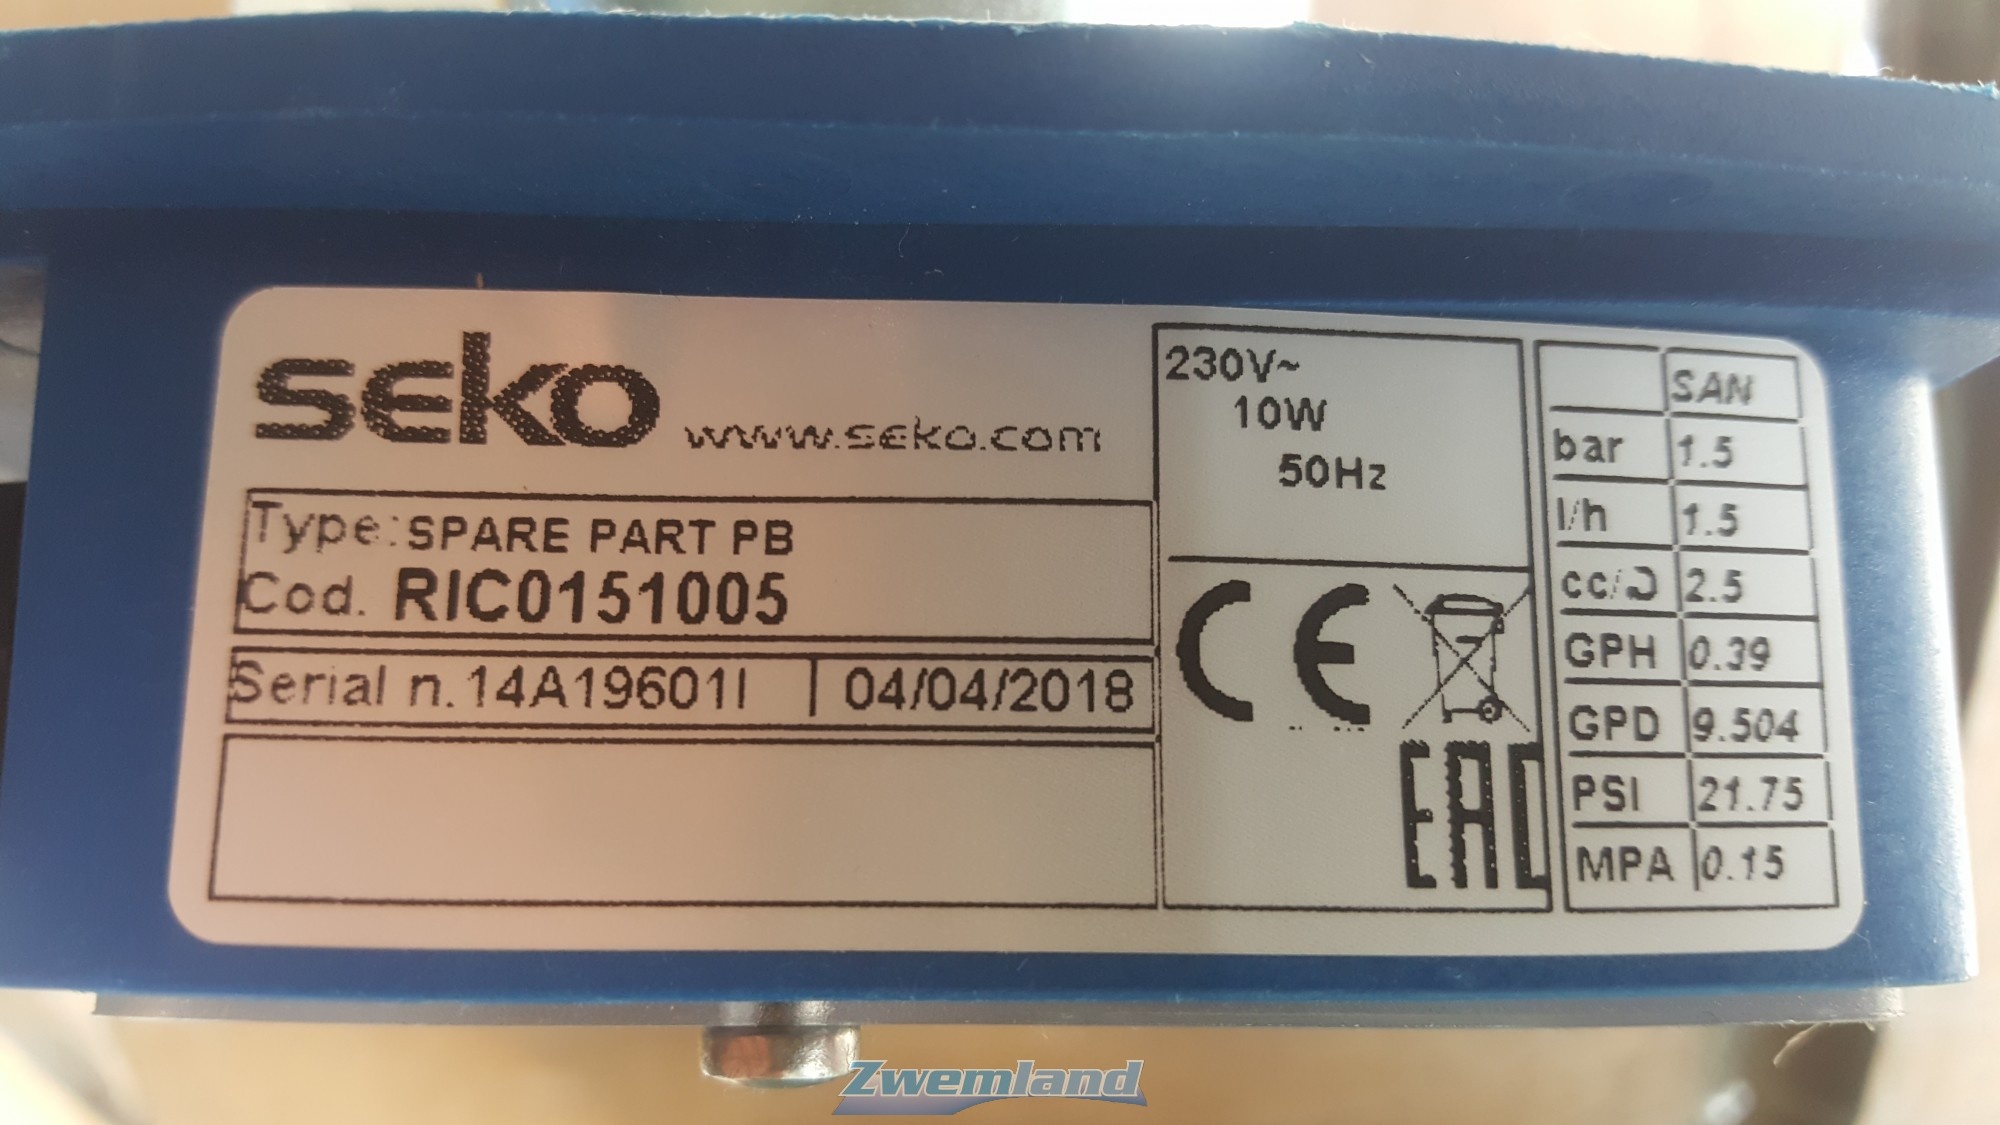 seko www.seko.com
Type: SPARE PART PB
Cod. RIC0151005
Serial n. 14A19601I | 04/04/2018
230V~
10W
50Hz
CE
EAC
SAN
bar 1.5
l/h 1.5
cc/ 2.5
GPH 0.39
GPD 9.504
PSI 21.75
MPA 0.15
Zwemland